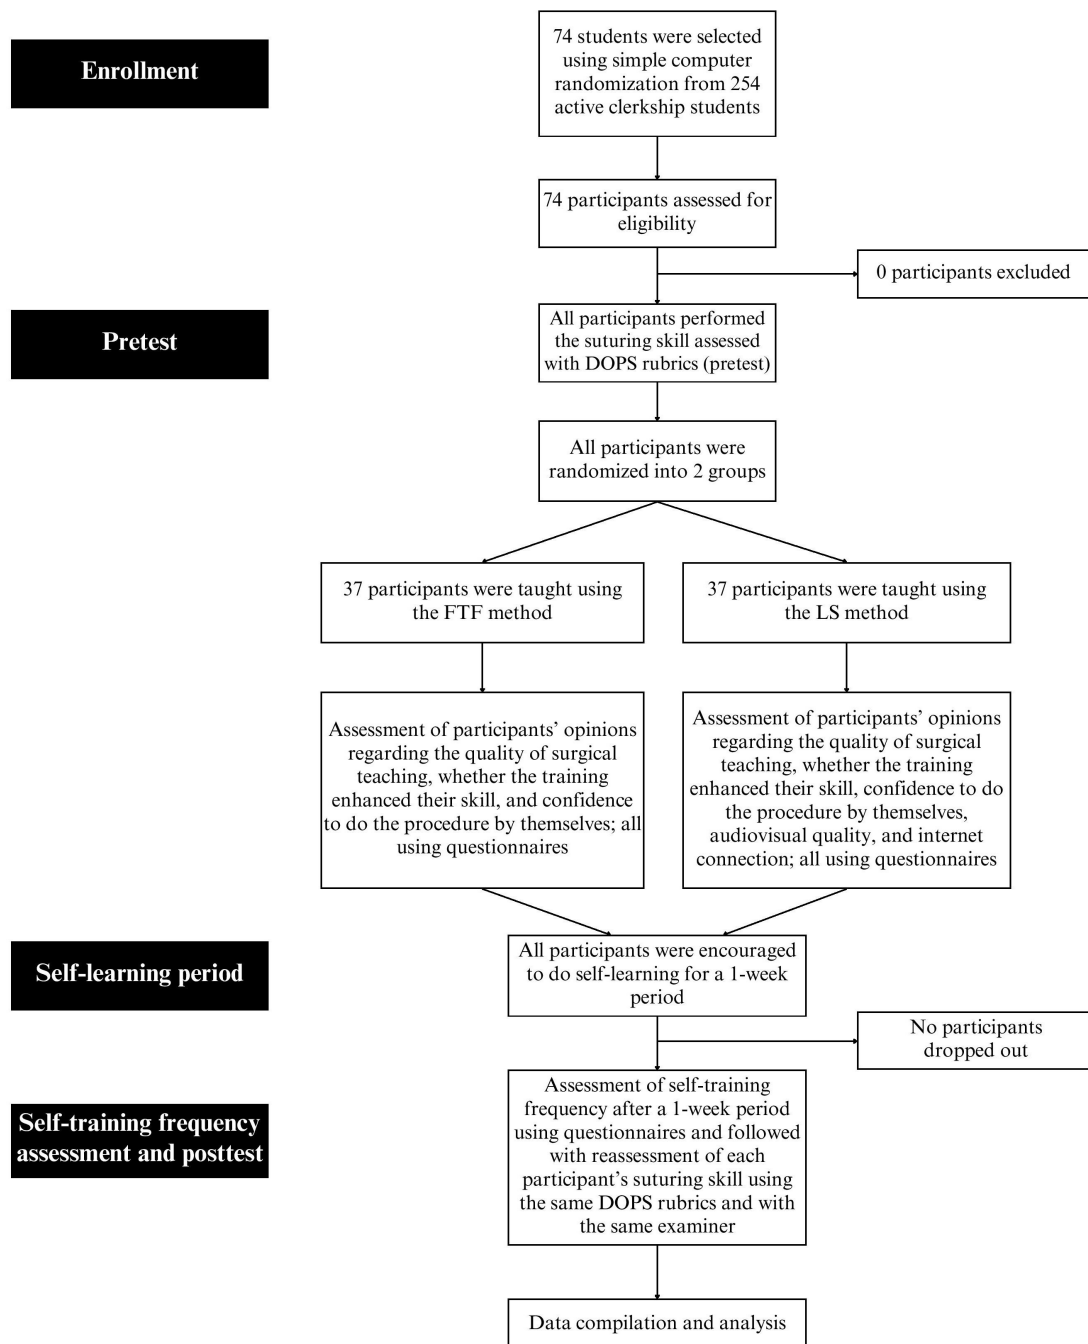 Enrollment
74 students were selected
using simple computer
randomization from 254
active clerkship students
74 participants assessed for
eligibility
0 participants excluded
Pretest
All participants performed
the suturing skill assessed
with DOPS rubrics (pretest)
All participants were
randomized into 2 groups
37 participants were taught using
the FTF method
37 participants were taught using
the LS method
Assessment of participants’ opinions
regarding the quality of surgical
teaching, whether the training
enhanced their skill, and confidence
to do the procedure by themselves; all
using questionnaires
Assessment of participants’ opinions
regarding the quality of surgical
teaching, whether the training
enhanced their skill, confidence to do
the procedure by themselves,
audiovisual quality, and internet
connection; all using questionnaires
Self-learning period
All participants were encouraged
to do self-learning for a 1-week
period
No participants
dropped out
Self-training frequency
assessment and posttest
Assessment of self-training
frequency after a 1-week period
using questionnaires and followed
with reassessment of each
participant’s suturing skill using
the same DOPS rubrics and with
the same examiner
Data compilation and analysis